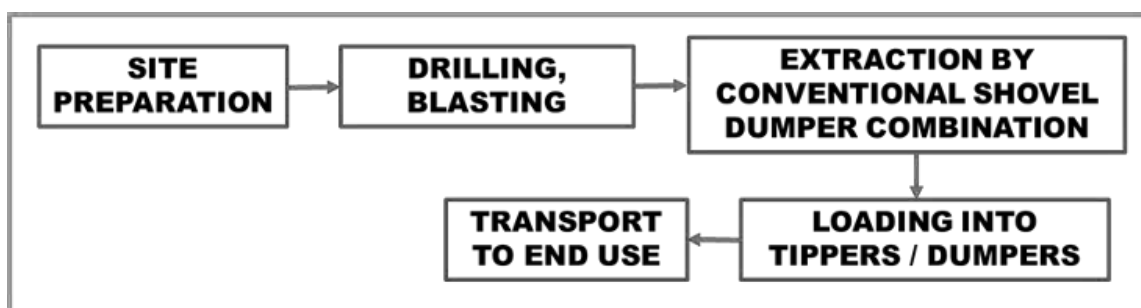 SITE
PREPARATION
DRILLING,
BLASTING
EXTRACTION BY
CONVENTIONAL SHOVEL
DUMPER COMBINATION
LOADING INTO
TIPPERS / DUMPERS
TRANSPORT
TO END USE